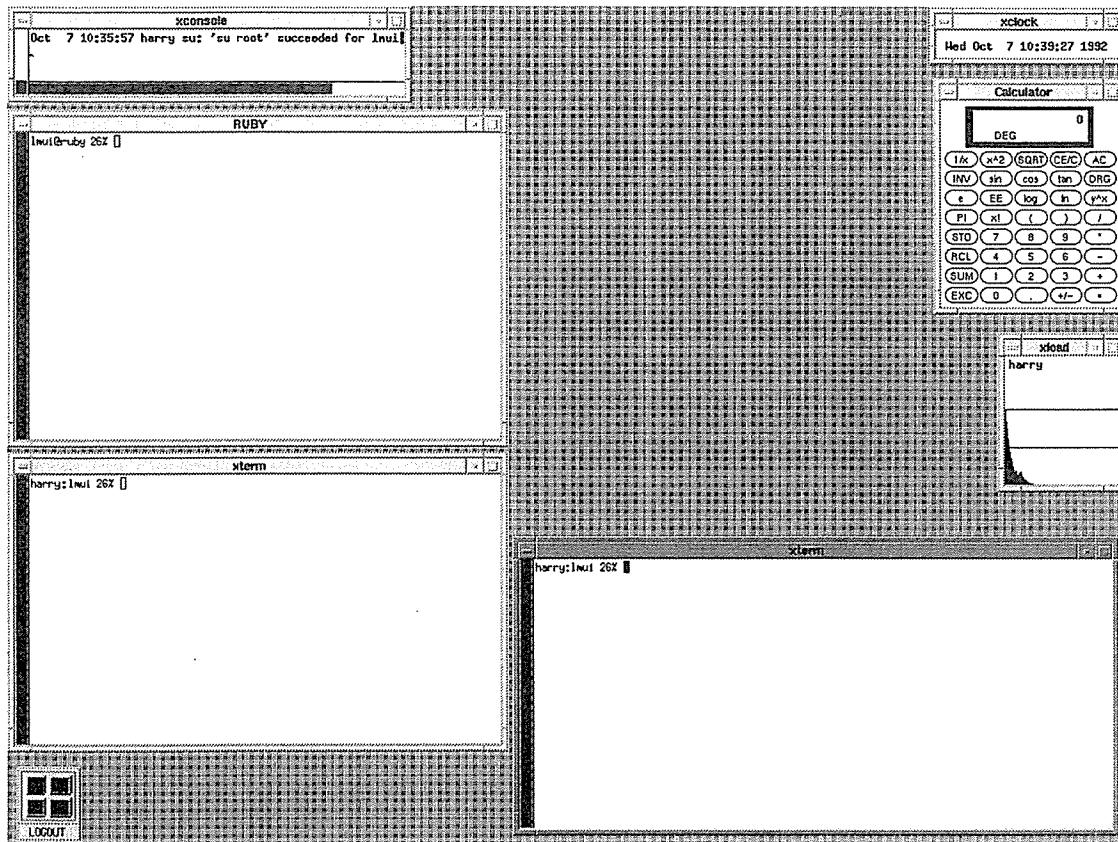 xconsole
Oct 7 10:35:57 harry su: 'su root' succeeded for lmui
xclock
Wed Oct 7 10:39:27 1992
Calculator
0
DEG
1/x x^2 SQRT CE/C AC
INV sin cos tan DRG
e EE log ln y^x
PI x! ( ) /
STO 7 8 9 *
RCL 4 5 6 -
SUM 1 2 3 +
EXC 0 . +/- =
RUBY
lmui@ruby 26% []
xload
harry
xterm
harry:lmui 26% []
xterm
harry:lmui 26%
LOGOUT